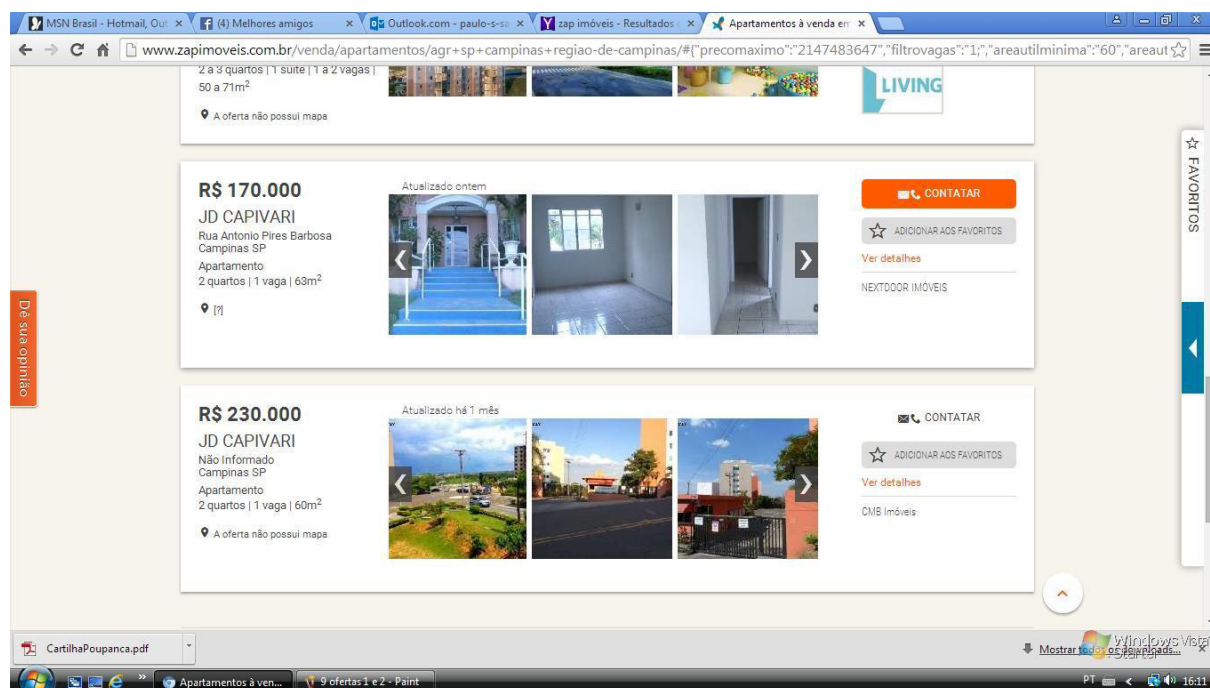 MSN Brasil - Hotmail, Out
(4) Melhores amigos
Outlook.com - paulo-s-sa
zap imóveis - Resultados
Apartamentos à venda em
www.zapimoveis.com.br/venda/apartamentos/agr+sp+campinas+regiao-de-campinas/#{"precomaximo":"2147483647","filtrovagas":"1;","areautilminima":"60","areaut
2 a 3 quartos | 1 suíte | 1 a 2 vagas |
50 a 71m²
A oferta não possui mapa
LIVING
FAVORITOS
Dê sua opinião
R$ 170.000
JD CAPIVARI
Rua Antonio Pires Barbosa
Campinas SP
Apartamento
2 quartos | 1 vaga | 63m²
[?]
Atualizado ontem
CONTATAR
ADICIONAR AOS FAVORITOS
Ver detalhes
NEXTDOOR IMÓVEIS
R$ 230.000
JD CAPIVARI
Não Informado
Campinas SP
Apartamento
2 quartos | 1 vaga | 60m²
A oferta não possui mapa
Atualizado há 1 mês
CONTATAR
ADICIONAR AOS FAVORITOS
Ver detalhes
CMB Imóveis
CartilhaPoupanca.pdf
Mostrar todos os downloads...
Windows Vista
Starter
Apartamentos à ven...
9 ofertas 1 e 2 - Paint
PT
16:11